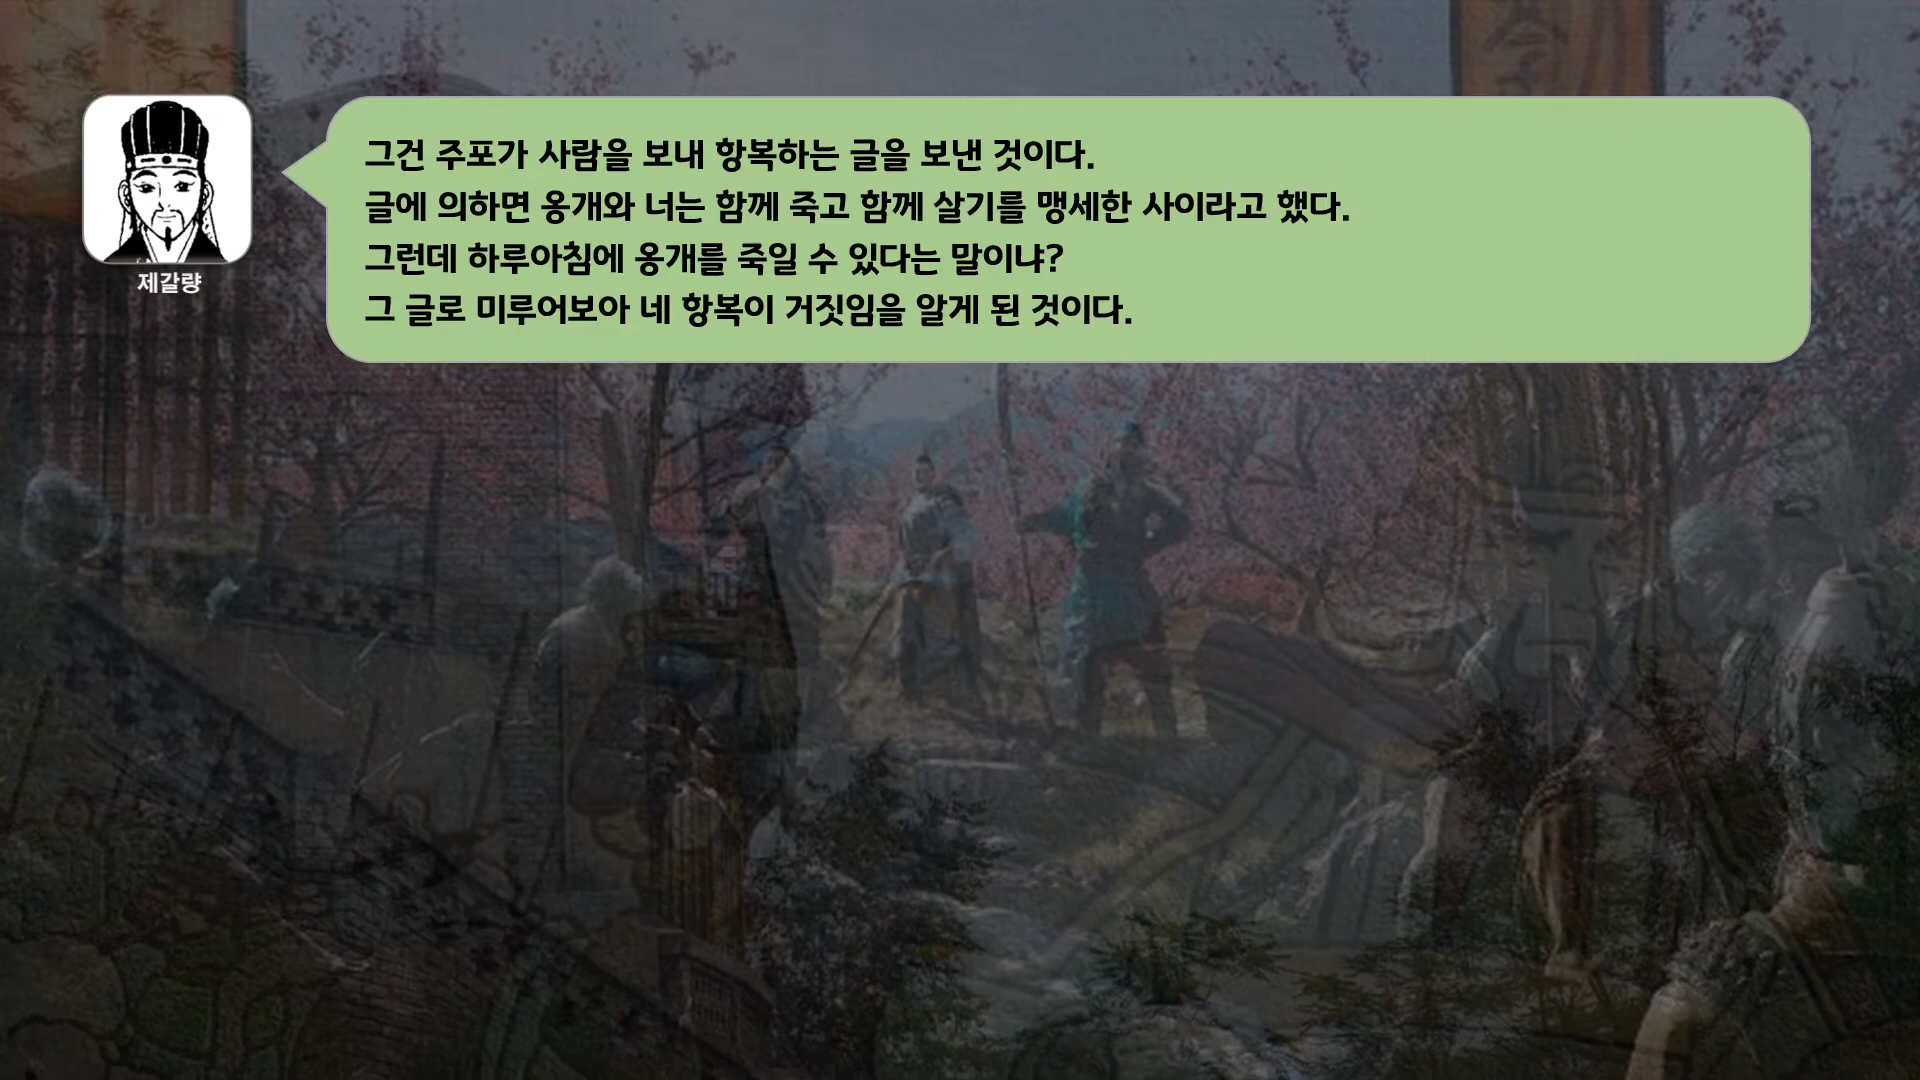 그건 주포가 사람을 보내 항복하는 글을 보낸 것이다.
글에 의하면 옹개와 너는 함께 죽고 함께 살기를 맹세한 사이라고 했다.
그런데 하루아침에 옹개를 죽일 수 있다는 말이냐?
그 글로 미루어보아 네 항복이 거짓임을 알게 된 것이다.
제갈량